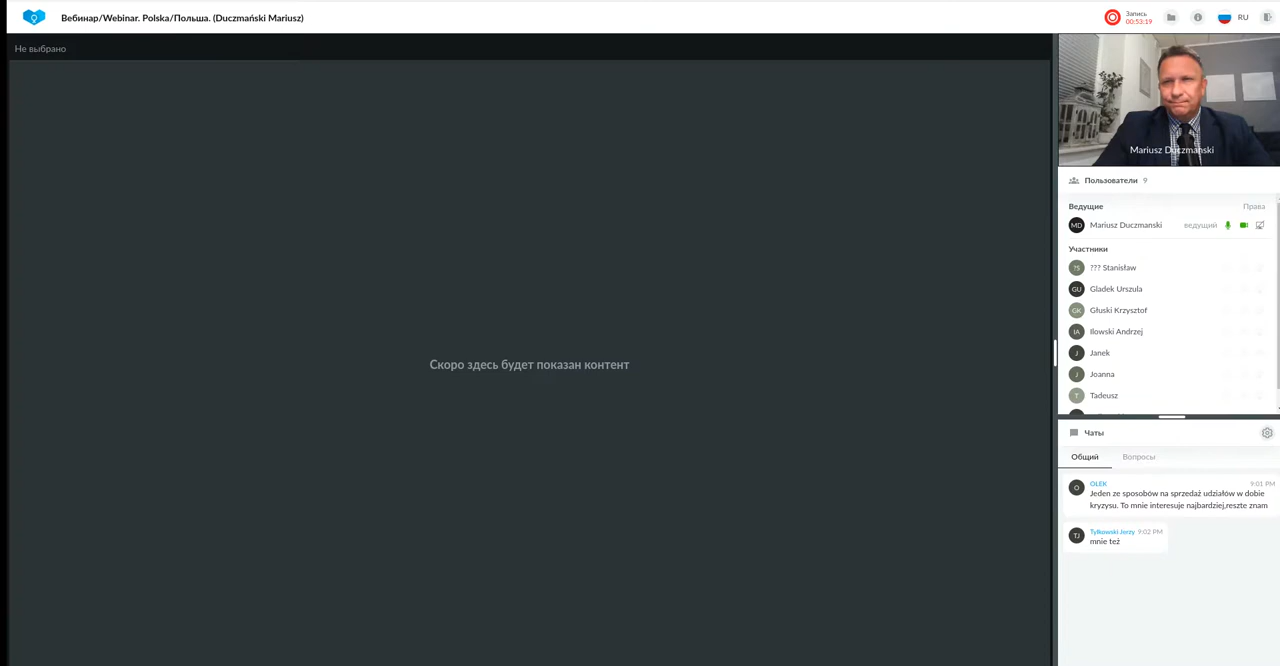 Вебинар/Webinar. Polska/Польша. (Duczmański Mariusz)
Запись
00:53:19
RU
Не выбрано
Скоро здесь будет показан контент
Mariusz Duczmański
Пользователи 9
Ведущие Права
MD Mariusz Duczmanski ведущий
Участники
?S ??? Stanisław
GU Gladek Urszula
GK Głuski Krzysztof
IA Ilowski Andrzej
J Janek
J Joanna
T Tadeusz
Чаты
Общий Вопросы
O OLEK 9:01 PM
Jeden ze sposobów na sprzedaż udziałów w dobie
kryzysu. To mnie interesuje najbardziej,reszte znam
TJ Tylkowski Jerzy 9:02 PM
mnie też